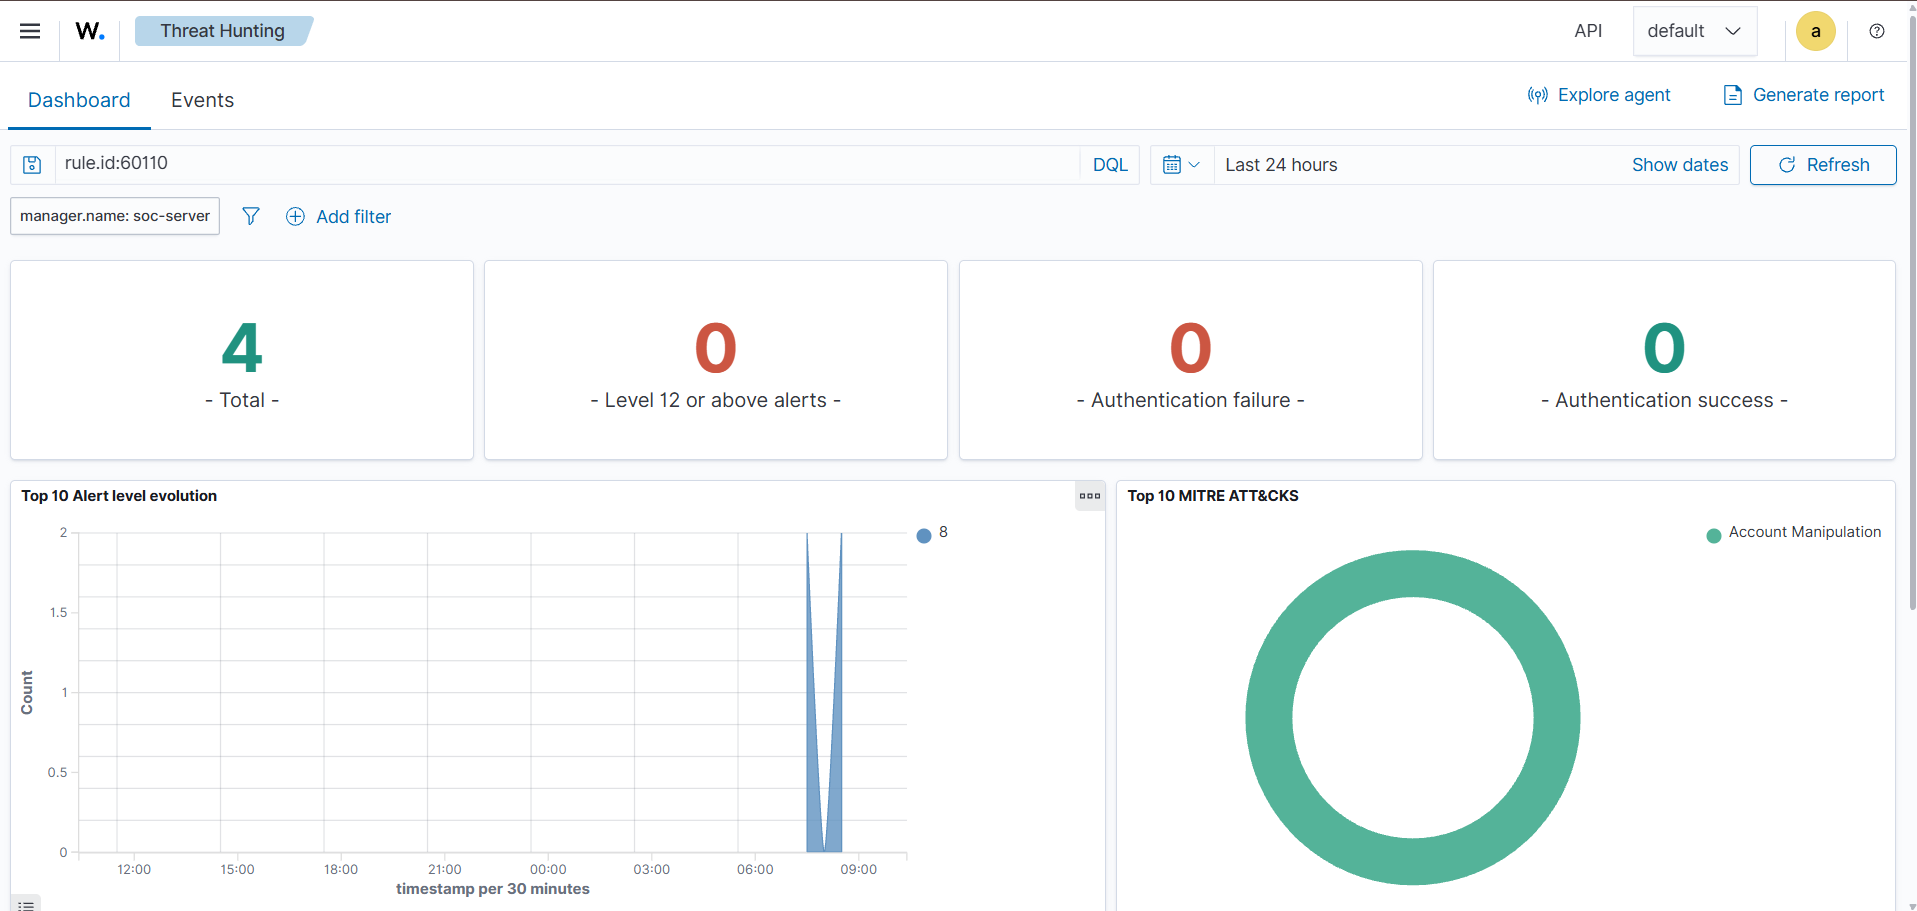 W. Threat Hunting API default a
Dashboard Events Explore agent Generate report
rule.id:60110 DQL Last 24 hours Show dates Refresh
manager.name: soc-server Add filter
4 0 0 0
- Total - - Level 12 or above alerts - - Authentication failure - - Authentication success -
Top 10 Alert level evolution
2
1.5
1
0.5
0
Count
12:00 15:00 18:00 21:00 00:00 03:00 06:00 09:00
timestamp per 30 minutes
8
Top 10 MITRE ATT&CKS
Account Manipulation